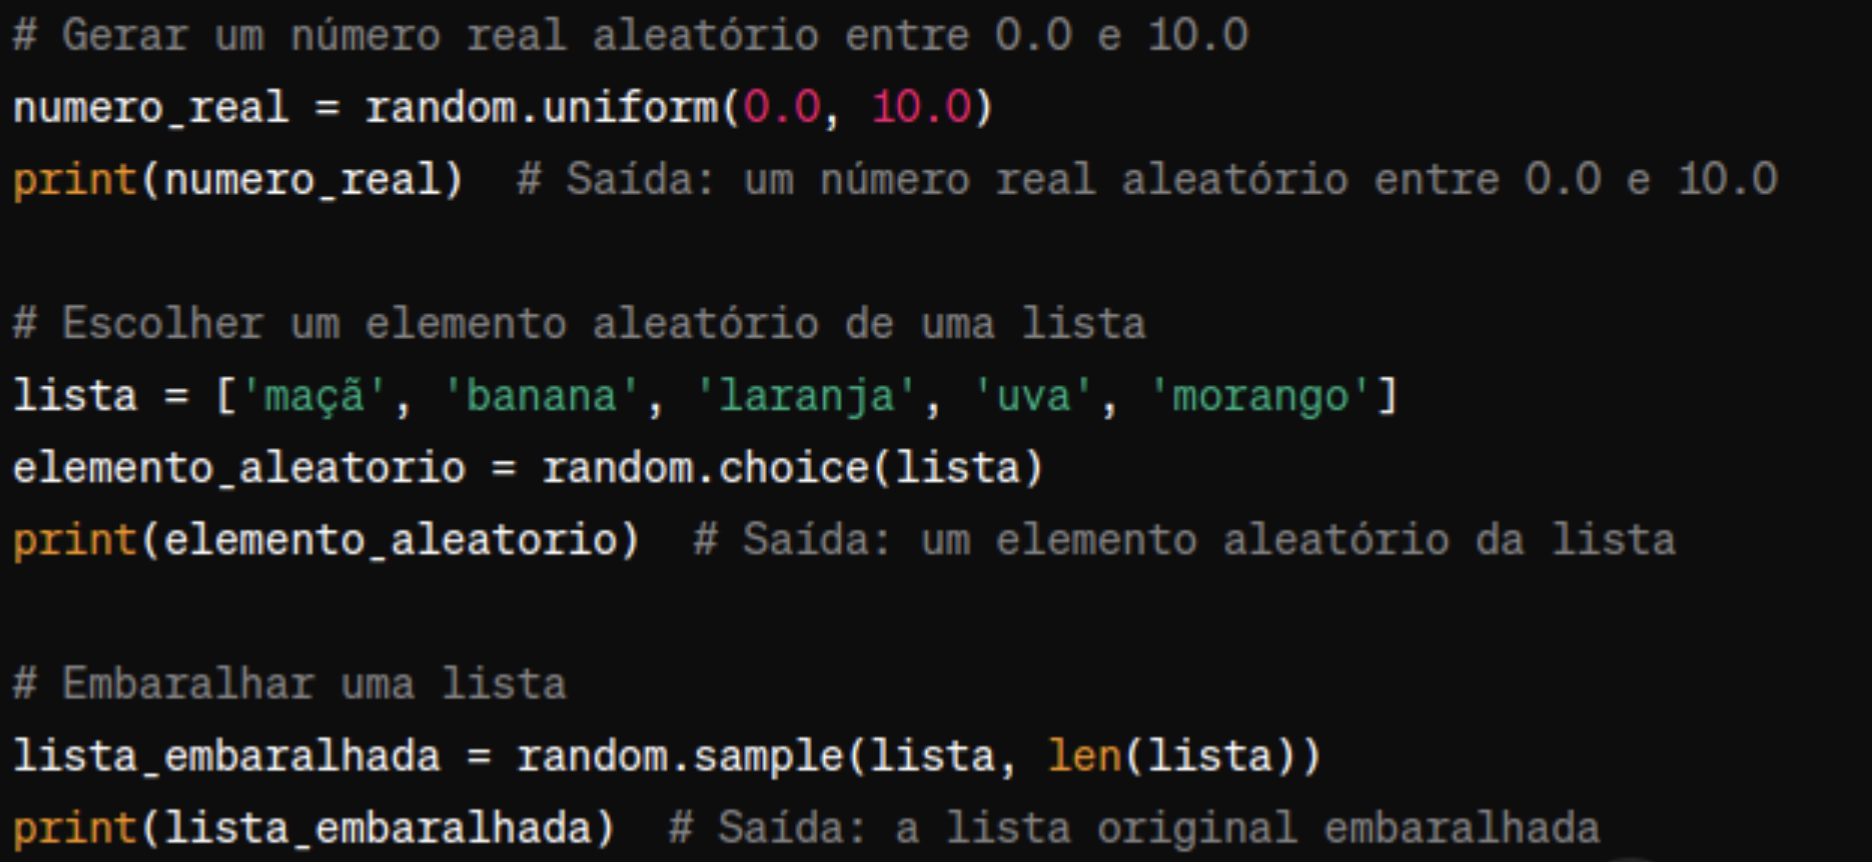 # Gerar um número real aleatório entre 0.0 e 10.0
numero_real = random.uniform(0.0, 10.0)
print(numero_real)  # Saída: um número real aleatório entre 0.0 e 10.0
# Escolher um elemento aleatório de uma lista
lista = ['maçã', 'banana', 'laranja', 'uva', 'morango']
elemento_aleatorio = random.choice(lista)
print(elemento_aleatorio)  # Saída: um elemento aleatório da lista
# Embaralhar uma lista
lista_embaralhada = random.sample(lista, len(lista))
print(lista_embaralhada)  # Saída: a lista original embaralhada